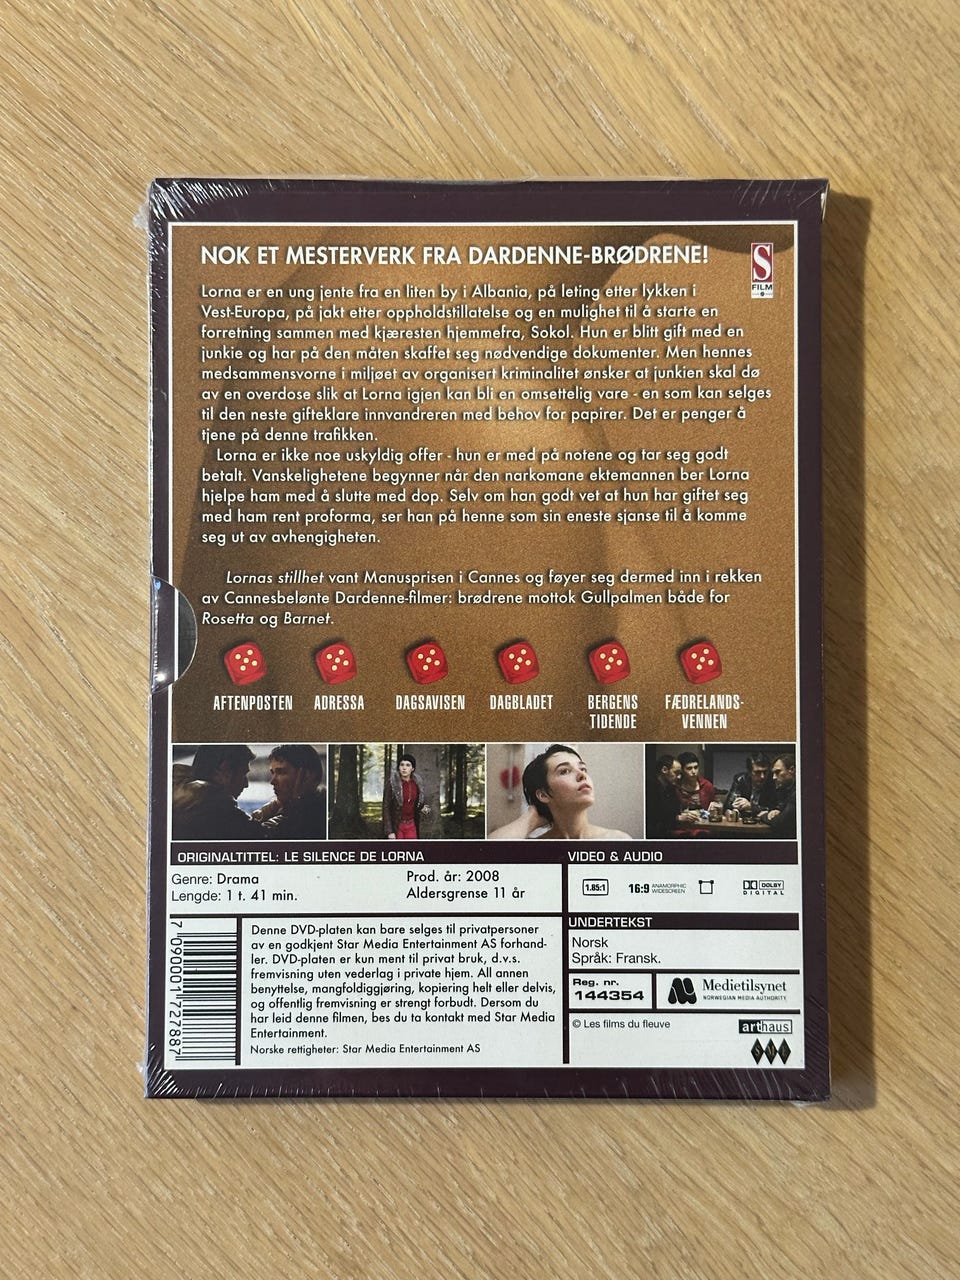 NOK ET MESTERVERK FRA DARDENNE-BRØDRENE!
S
FILM
Lorna er en ung jente fra en liten by i Albania, på leting etter lykken i
Vest-Europa, på jakt etter oppholdstillatelse og en mulighet til å starte en
forretning sammen med kjæresten hjemmefra, Sokol. Hun er blitt gift med en
junkie og har på den måten skaffet seg nødvendige dokumenter. Men hennes
medsammensvorne i miljøet av organisert kriminalitet ønsker at junkien skal dø
av en overdose slik at Lorna igjen kan bli en omsettelig vare - en som kan selges
til den neste gifteklare innvandreren med behov for papirer. Det er penger å
tjene på denne trafikken.
Lorna er ikke noe uskyldig offer - hun er med på notene og tar seg godt
betalt. Vanskelighetene begynner når den narkomane ektemannen ber Lorna
hjelpe ham med å slutte med dop. Selv om han godt vet at hun har giftet seg
med ham rent proforma, ser han på henne som sin eneste sjanse til å komme
seg ut av avhengigheten.
Lornas stillhet vant Manusprisen i Cannes og føyer seg dermed inn i rekken
av Cannesbelønte Dardenne-filmer: brødrene mottok Gullpalmen både for
Rosetta og Barnet.
AFTENPOSTEN
ADRESSA
DAGSAVISEN
DAGBLADET
BERGENS
TIDENDE
FÆDRELANDS-
VENNEN
ORIGINALTITTEL: LE SILENCE DE LORNA
Genre: Drama
Lengde: 1 t. 41 min.
Prod. år: 2008
Aldersgrense 11 år
VIDEO & AUDIO
1.85:1
16:9 ANAMORPHIC
WIDESCREEN
DOLBY
DIGITAL
Denne DVD-platen kan bare selges til privatpersoner
av en godkjent Star Media Entertainment AS forhand-
ler. DVD-platen er kun ment til privat bruk, d.v.s.
fremvisning uten vederlag i private hjem. All annen
benyttelse, mangfoldiggjøring, kopiering helt eller delvis,
og offentlig fremvisning er strengt forbudt. Dersom du
har leid denne filmen, bes du ta kontakt med Star Media
Entertainment.
Norske rettigheter: Star Media Entertainment AS
7 090001 727887
UNDERTEKST
Norsk
Språk: Fransk.
Reg. nr.
144354
Medietilsynet
NORWEGIAN MEDIA AUTHORITY
© Les films du fleuve
arthaus
SME